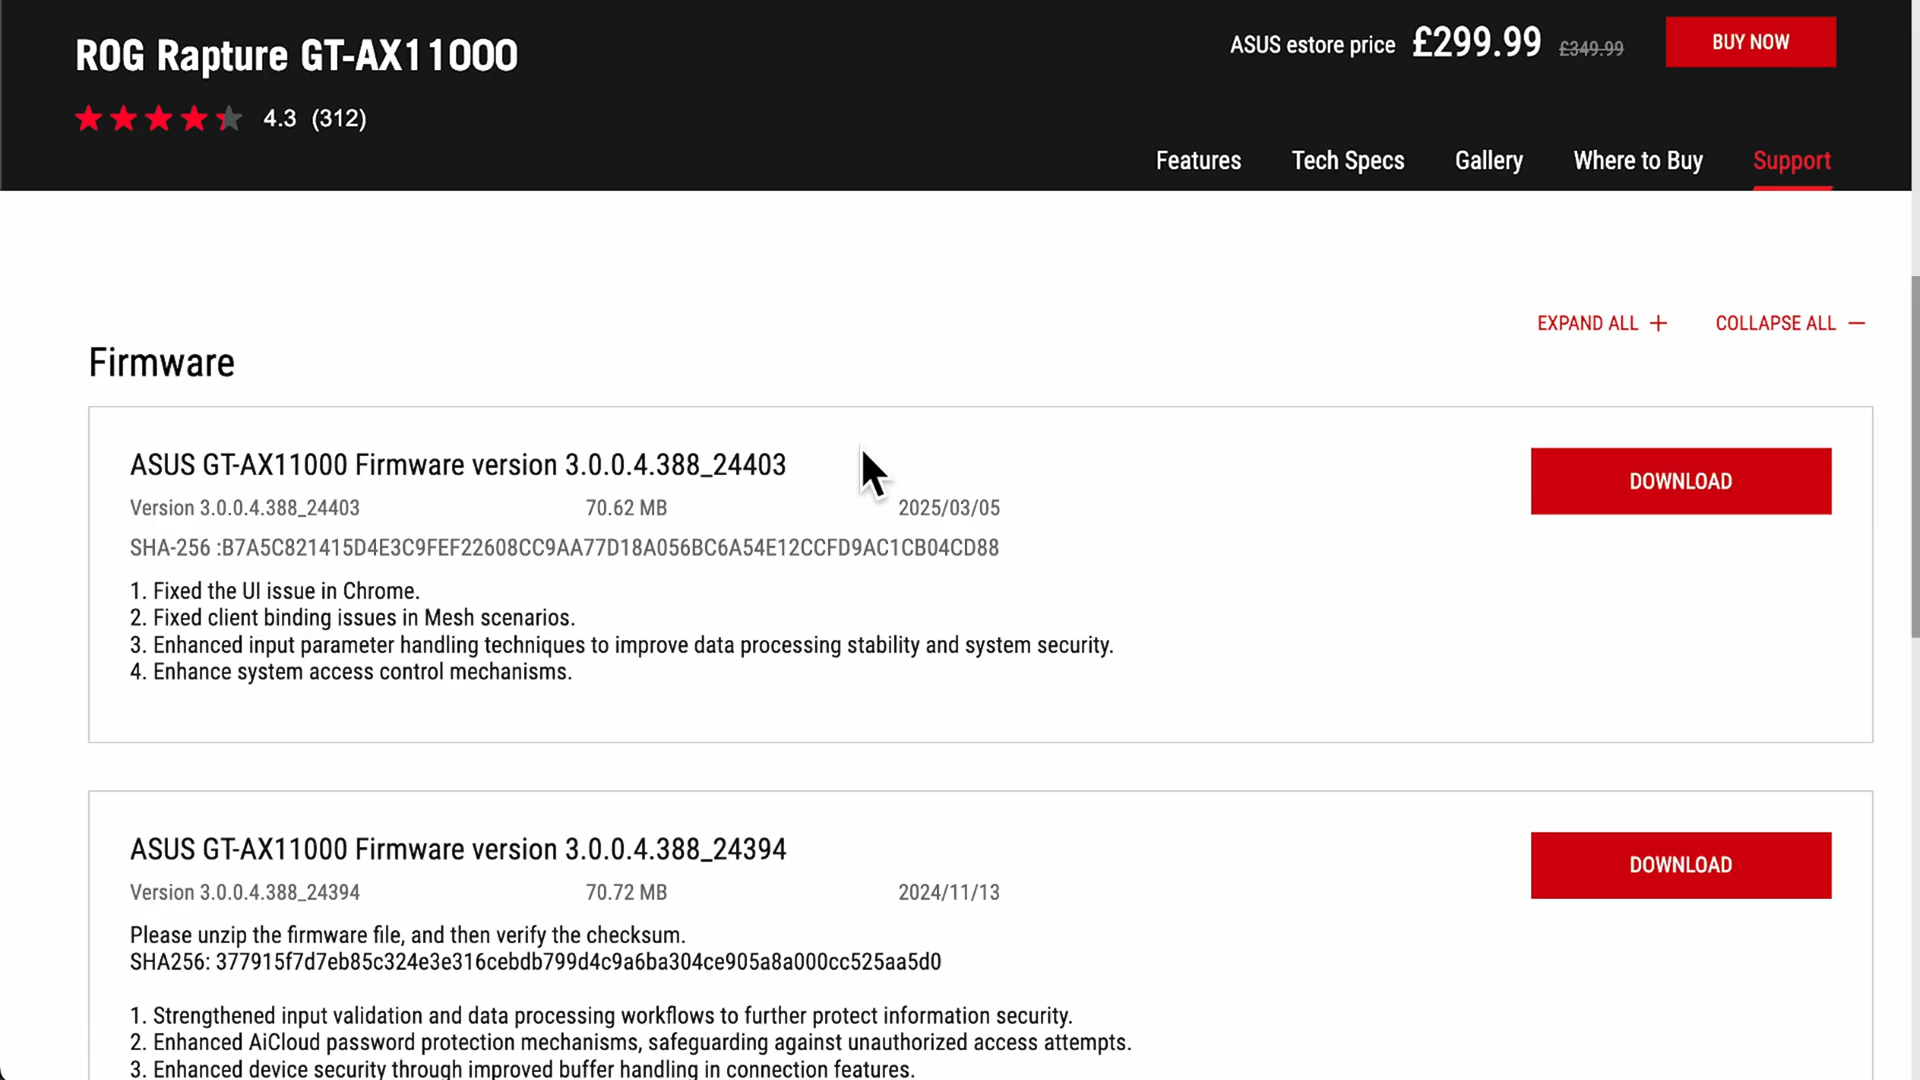 ROG Rapture GT-AX11000
ASUS estore price £299.99 £349.99 BUY NOW
4.3 (312)
Features Tech Specs Gallery Where to Buy Support
EXPAND ALL + COLLAPSE ALL —
Firmware
ASUS GT-AX11000 Firmware version 3.0.0.4.388_24403
DOWNLOAD
Version 3.0.0.4.388_24403 70.62 MB 2025/03/05
SHA-256 :B7A5C821415D4E3C9FEF22608CC9AA77D18A056BC6A54E12CCFD9AC1CB04CD88
1. Fixed the UI issue in Chrome.
2. Fixed client binding issues in Mesh scenarios.
3. Enhanced input parameter handling techniques to improve data processing stability and system security.
4. Enhance system access control mechanisms.
ASUS GT-AX11000 Firmware version 3.0.0.4.388_24394
DOWNLOAD
Version 3.0.0.4.388_24394 70.72 MB 2024/11/13
Please unzip the firmware file, and then verify the checksum.
SHA256: 377915f7d7eb85c324e3e316cebdb799d4c9a6ba304ce905a8a000cc525aa5d0
1. Strengthened input validation and data processing workflows to further protect information security.
2. Enhanced AiCloud password protection mechanisms, safeguarding against unauthorized access attempts.
3. Enhanced device security through improved buffer handling in connection features.